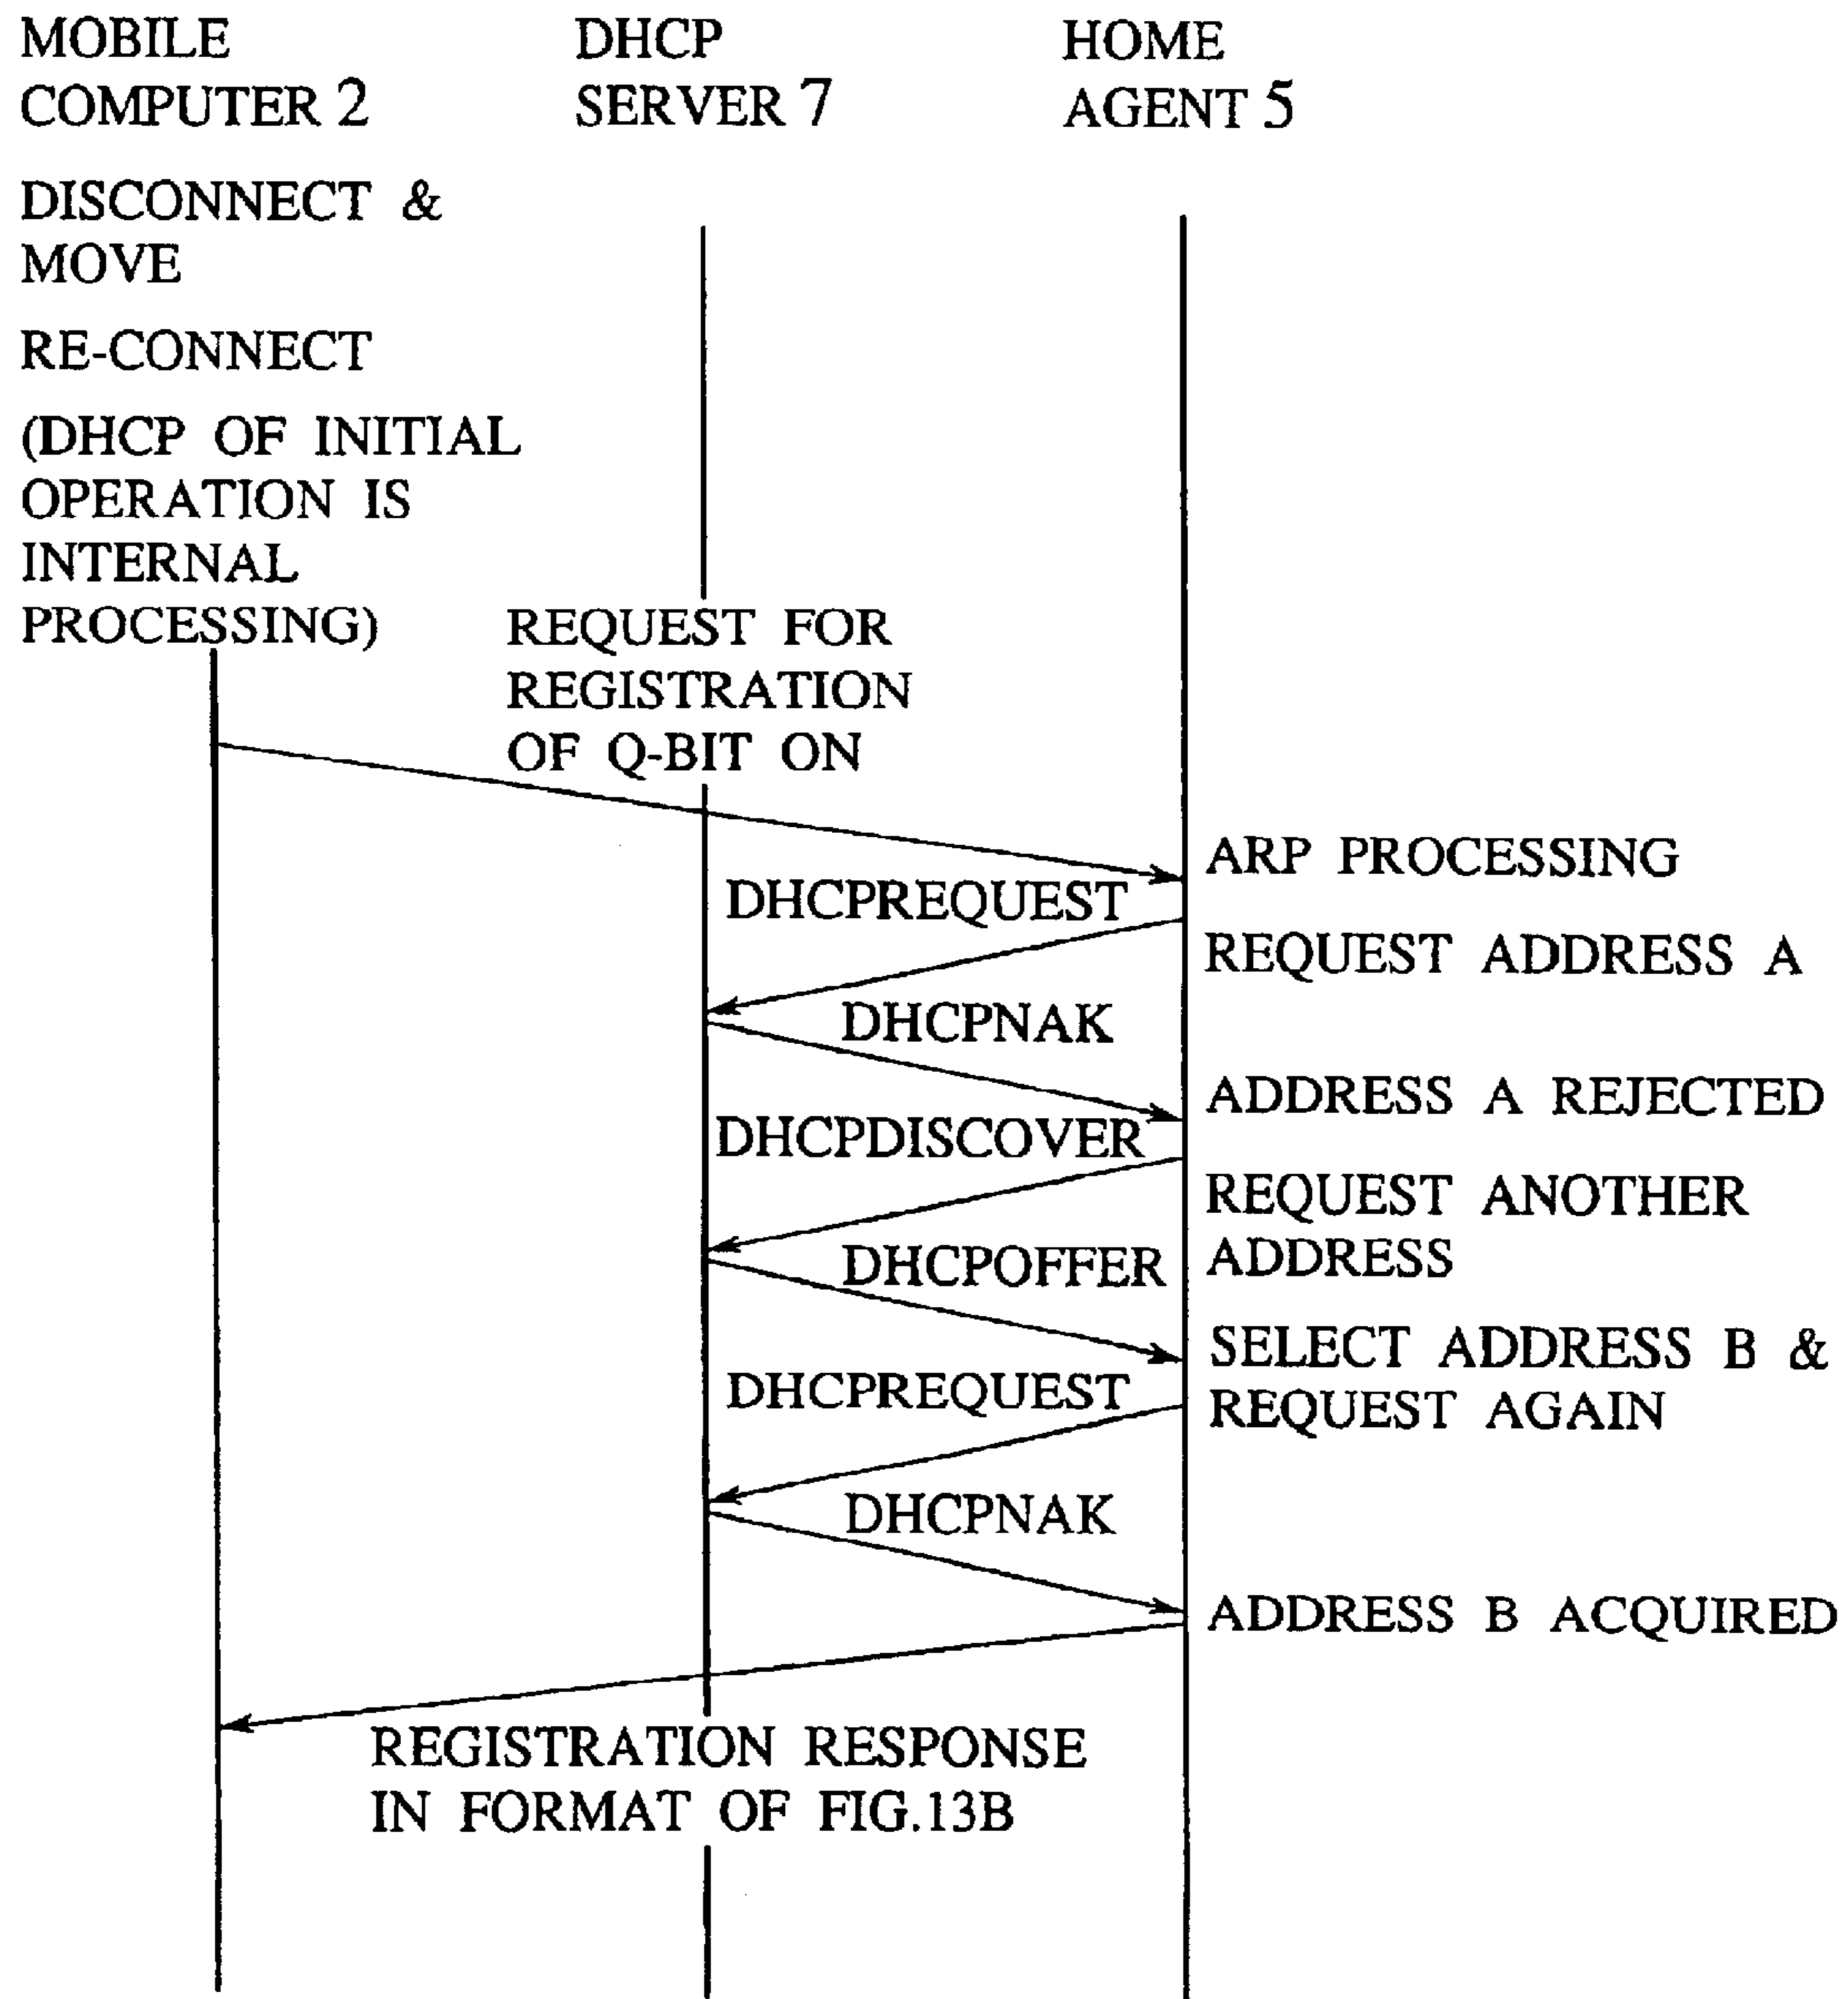 MOBILE
COMPUTER 2
DHCP
SERVER 7
HOME
AGENT 5
DISCONNECT &
MOVE
RE-CONNECT
(DHCP OF INITIAL
OPERATION IS
INTERNAL
PROCESSING)
REQUEST FOR
REGISTRATION
OF Q-BIT ON
ARP PROCESSING
DHCPREQUEST
REQUEST ADDRESS A
DHCPNAK
ADDRESS A REJECTED
DHCPDISCOVER
REQUEST ANOTHER
ADDRESS
DHCPOFFER
SELECT ADDRESS B &
REQUEST AGAIN
DHCPREQUEST
DHCPNAK
ADDRESS B ACQUIRED
REGISTRATION RESPONSE
IN FORMAT OF FIG.13B